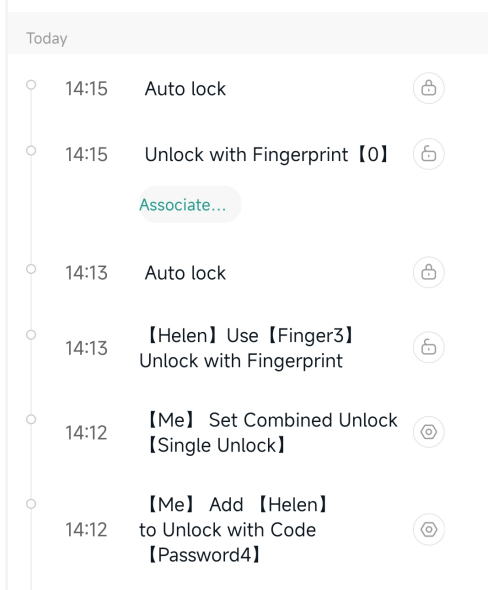 Today
14:15 Auto lock
14:15 Unlock with Fingerprint【0】
Associate...
14:13 Auto lock
14:13 【Helen】Use【Finger3】
Unlock with Fingerprint
14:12 【Me】 Set Combined Unlock
【Single Unlock】
14:12 【Me】 Add 【Helen】
to Unlock with Code
【Password4】